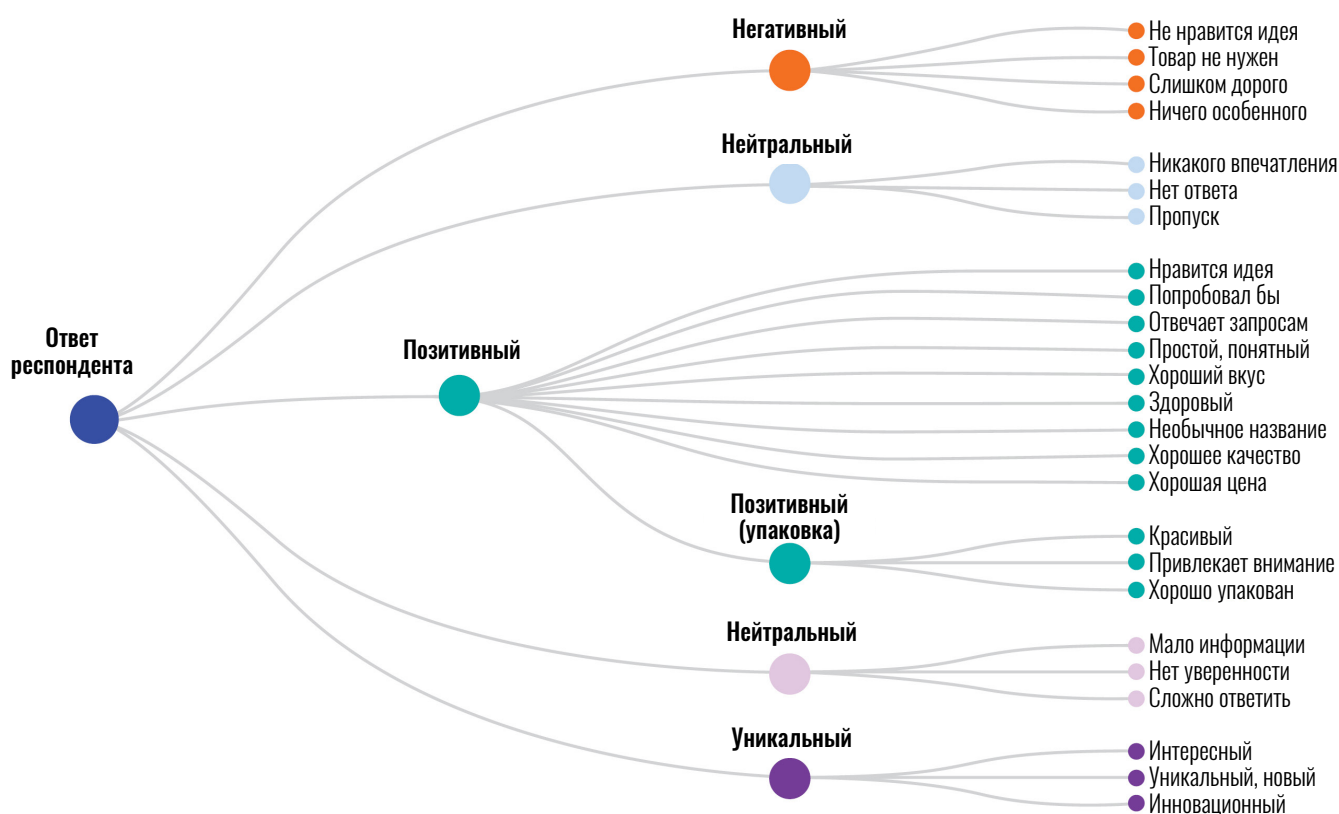 Негативный
Не нравится идея
Товар не нужен
Слишком дорого
Ничего особенного
Нейтральный
Никакого впечатления
Нет ответа
Пропуск
Ответ
респондента
Позитивный
Нравится идея
Попробовал бы
Отвечает запросам
Простой, понятный
Хороший вкус
Здоровый
Необычное название
Хорошее качество
Хорошая цена
Позитивный
(упаковка)
Красивый
Привлекает внимание
Хорошо упакован
Нейтральный
Мало информации
Нет уверенности
Сложно ответить
Уникальный
Интересный
Уникальный, новый
Инновационный